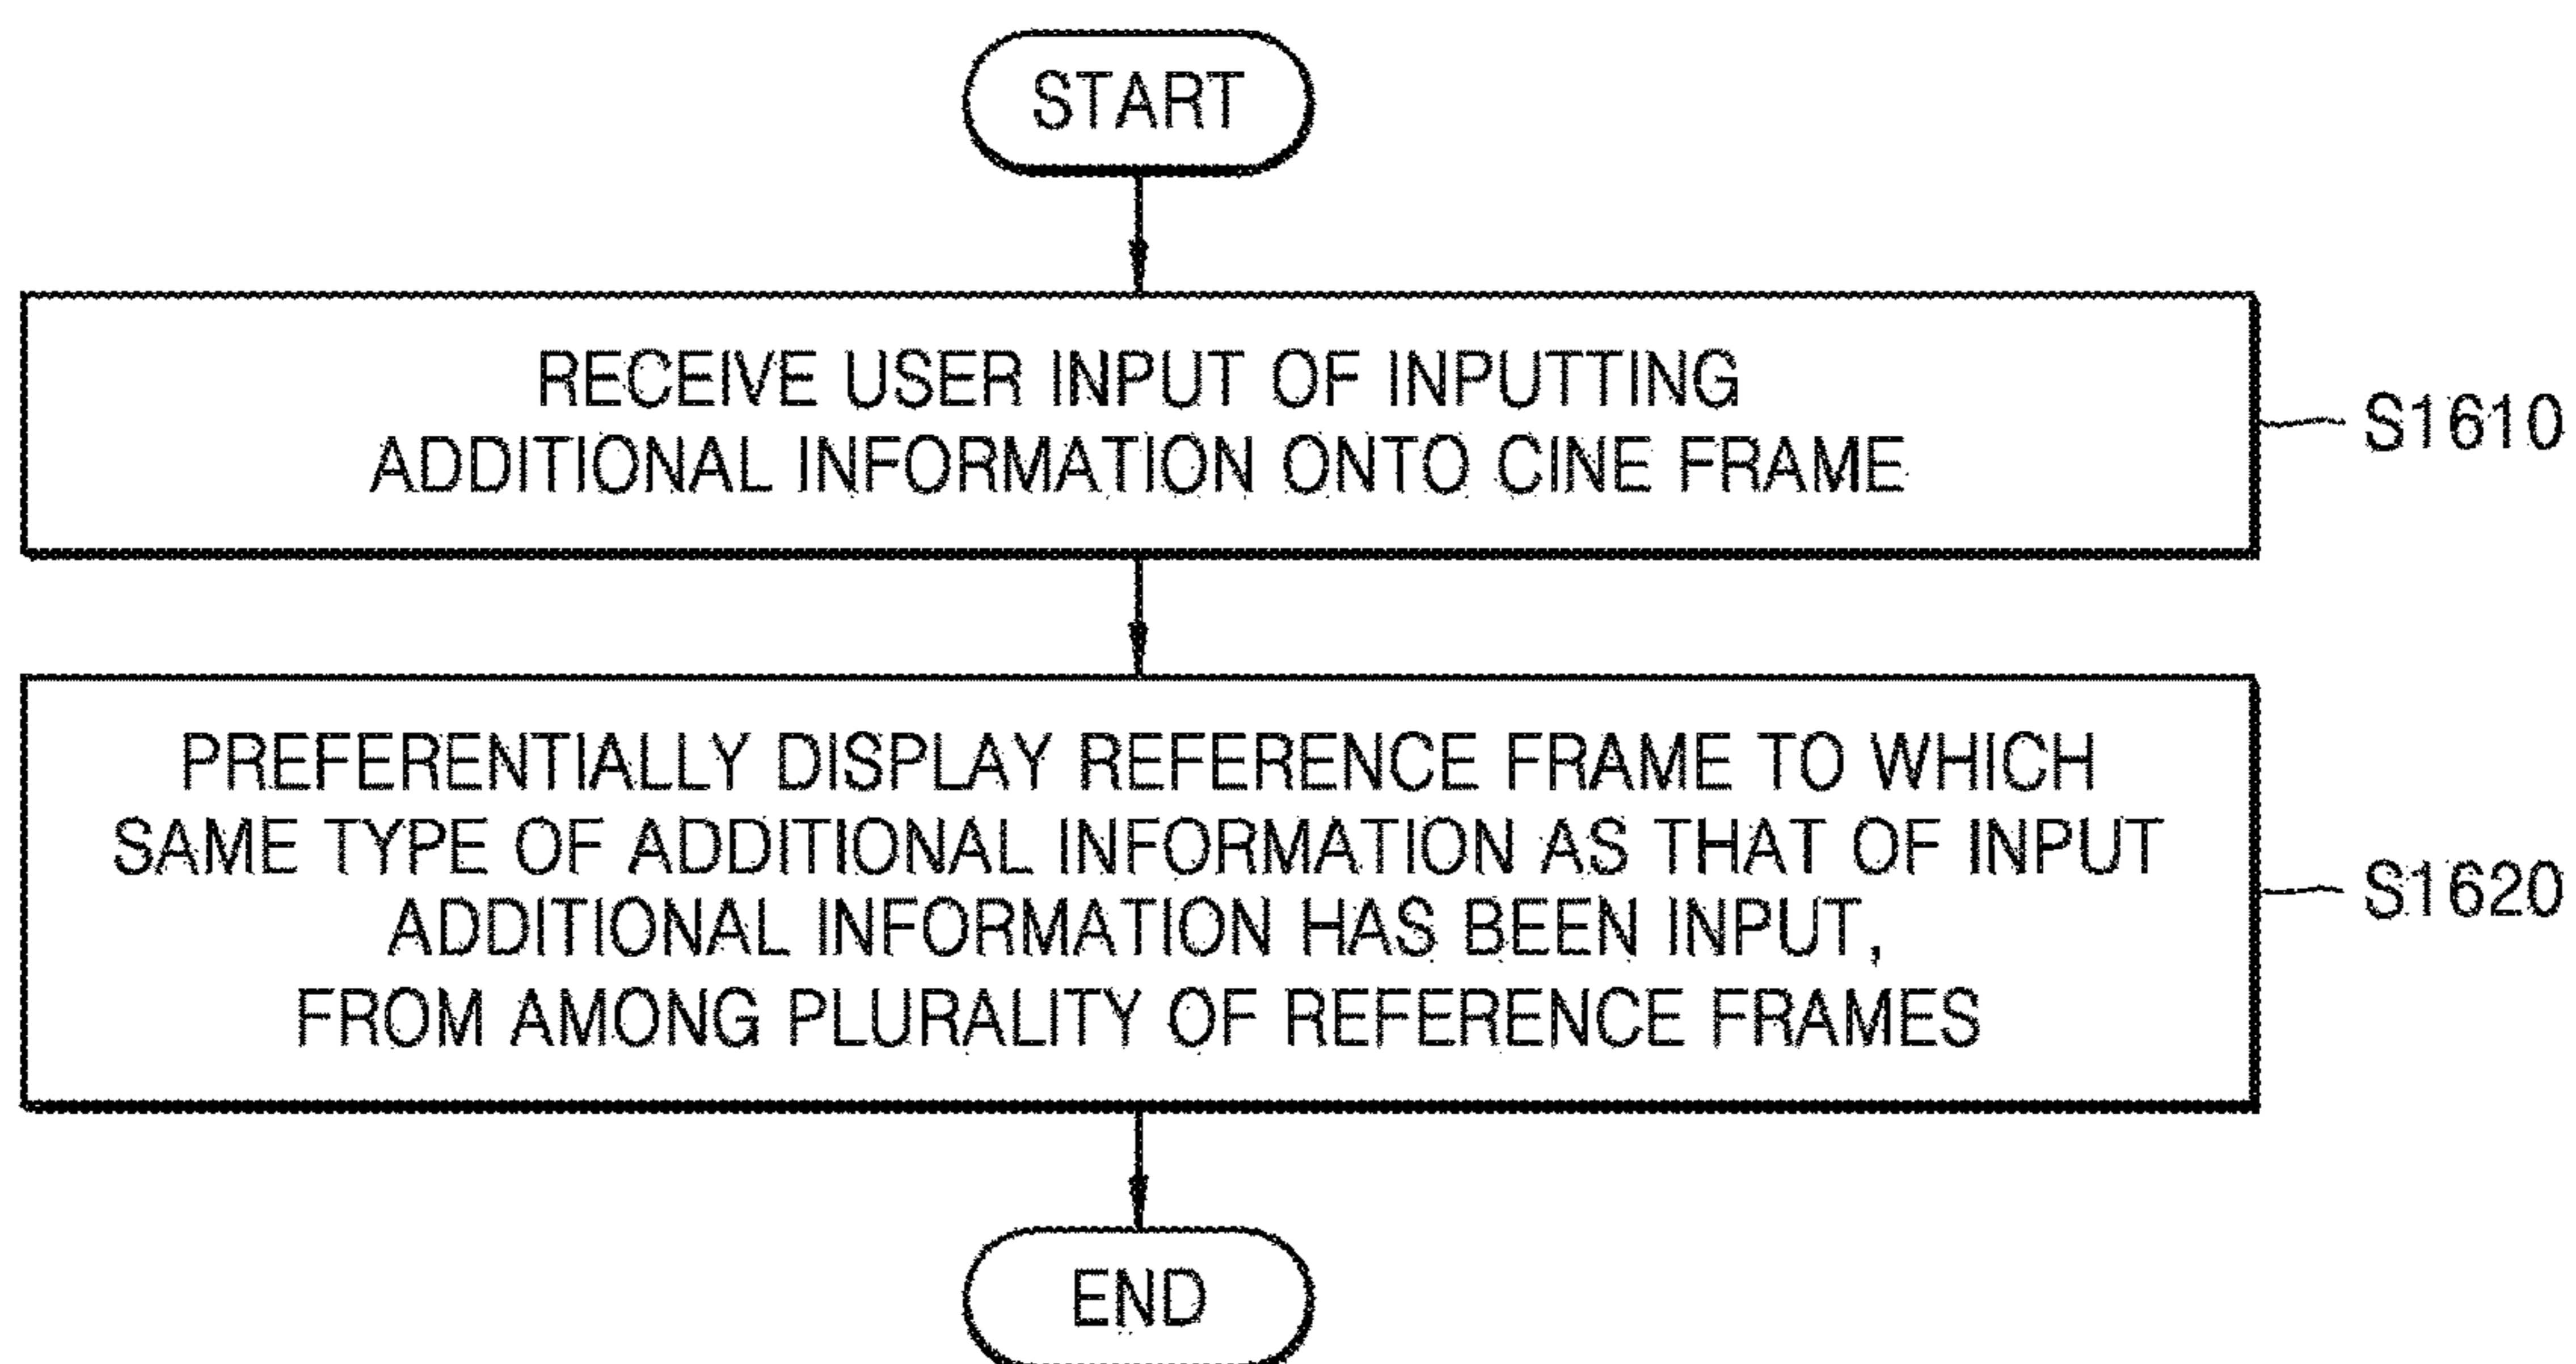 START
RECEIVE USER INPUT OF INPUTTING
ADDITIONAL INFORMATION ONTO CINE FRAME
S1610
PREFERENTIALLY DISPLAY REFERENCE FRAME TO WHICH
SAME TYPE OF ADDITIONAL INFORMATION AS THAT OF INPUT
ADDITIONAL INFORMATION HAS BEEN INPUT,
FROM AMONG PLURALITY OF REFERENCE FRAMES
S1620
END